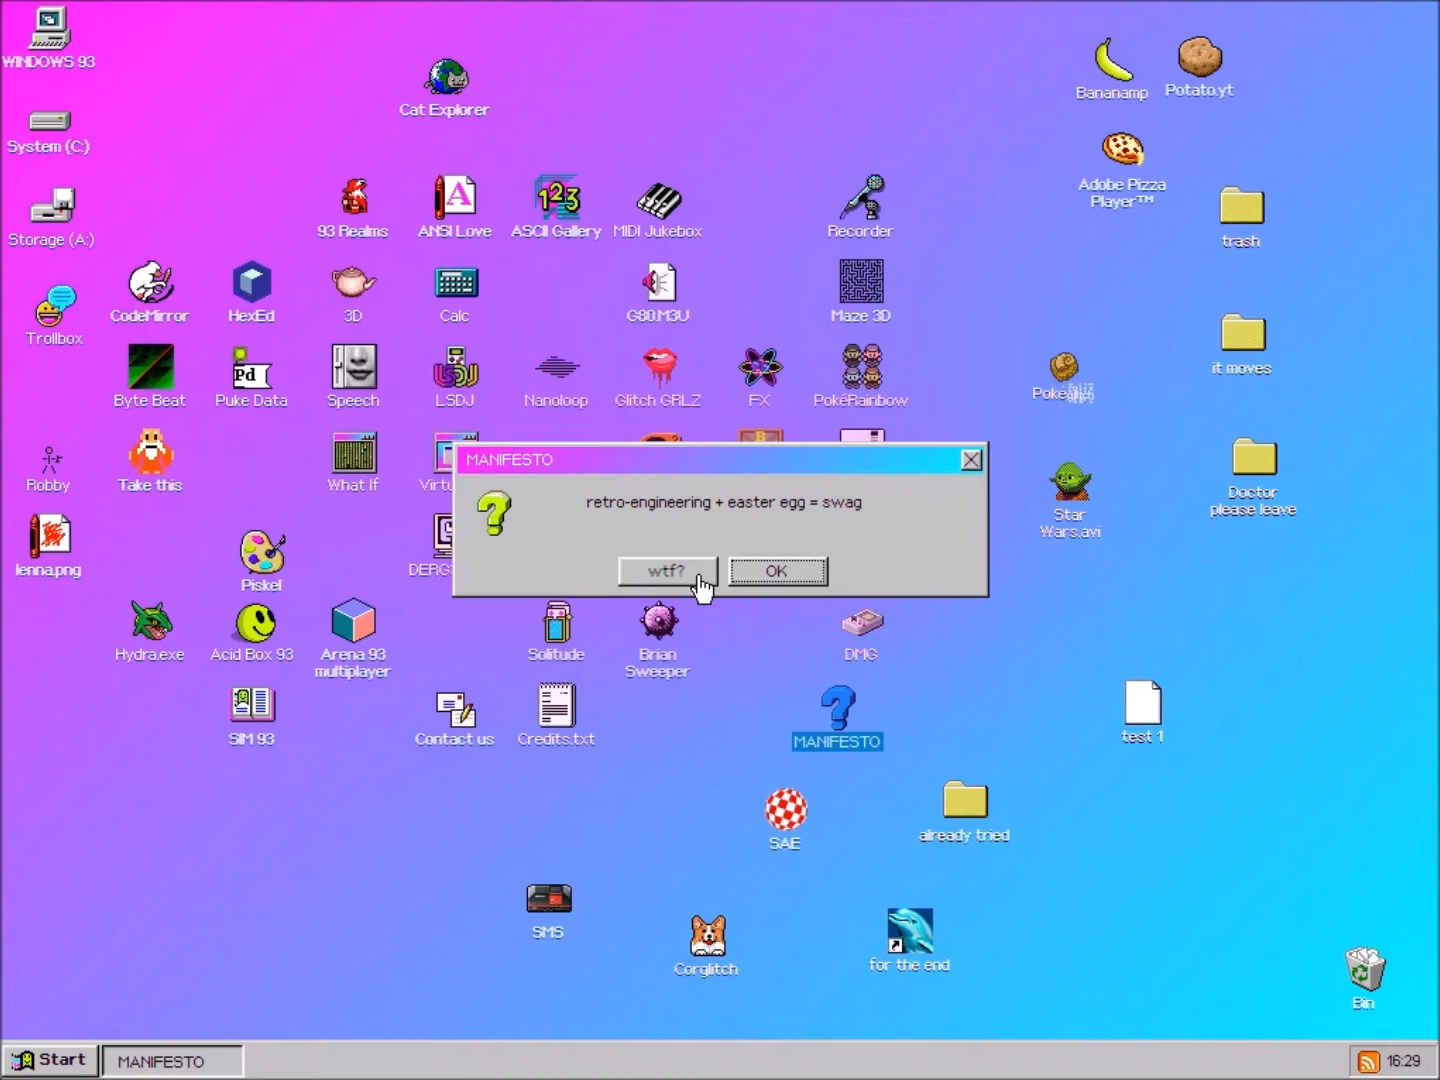 WINDOWS 93
Cat Explorer
Bananamp
Potato.yt
System (C:)
Adobe Pizza
Player™
Storage (A:)
93 Realms
ANSI Love
A
123
ASCII Gallery
MIDI Jukebox
Recorder
trash
Trollbox
CodeMirror
HexEd
3D
Calc
G80.M3U
Maze 3D
it moves
Byte Beat
Pd
Puke Data
Speech
LSDJ
LSDJ
Nanoloop
Glitch GRLZ
FX
PokéRainbow
Robby
Take this
What If
MANIFESTO
retro-engineering + easter egg = swag
wtf?
OK
Star
Wars.avi
Doctor
please leave
lenna.png
Piskel
Hydra.exe
Acid Box 93
Arena 93
multiplayer
Solitude
Brian
Sweeper
DMG
SIM 93
Contact us
Credits.txt
MANIFESTO
test 1
SAE
already tried
SMS
Corglitch
for the end
Bin
Start
MANIFESTO
16:29